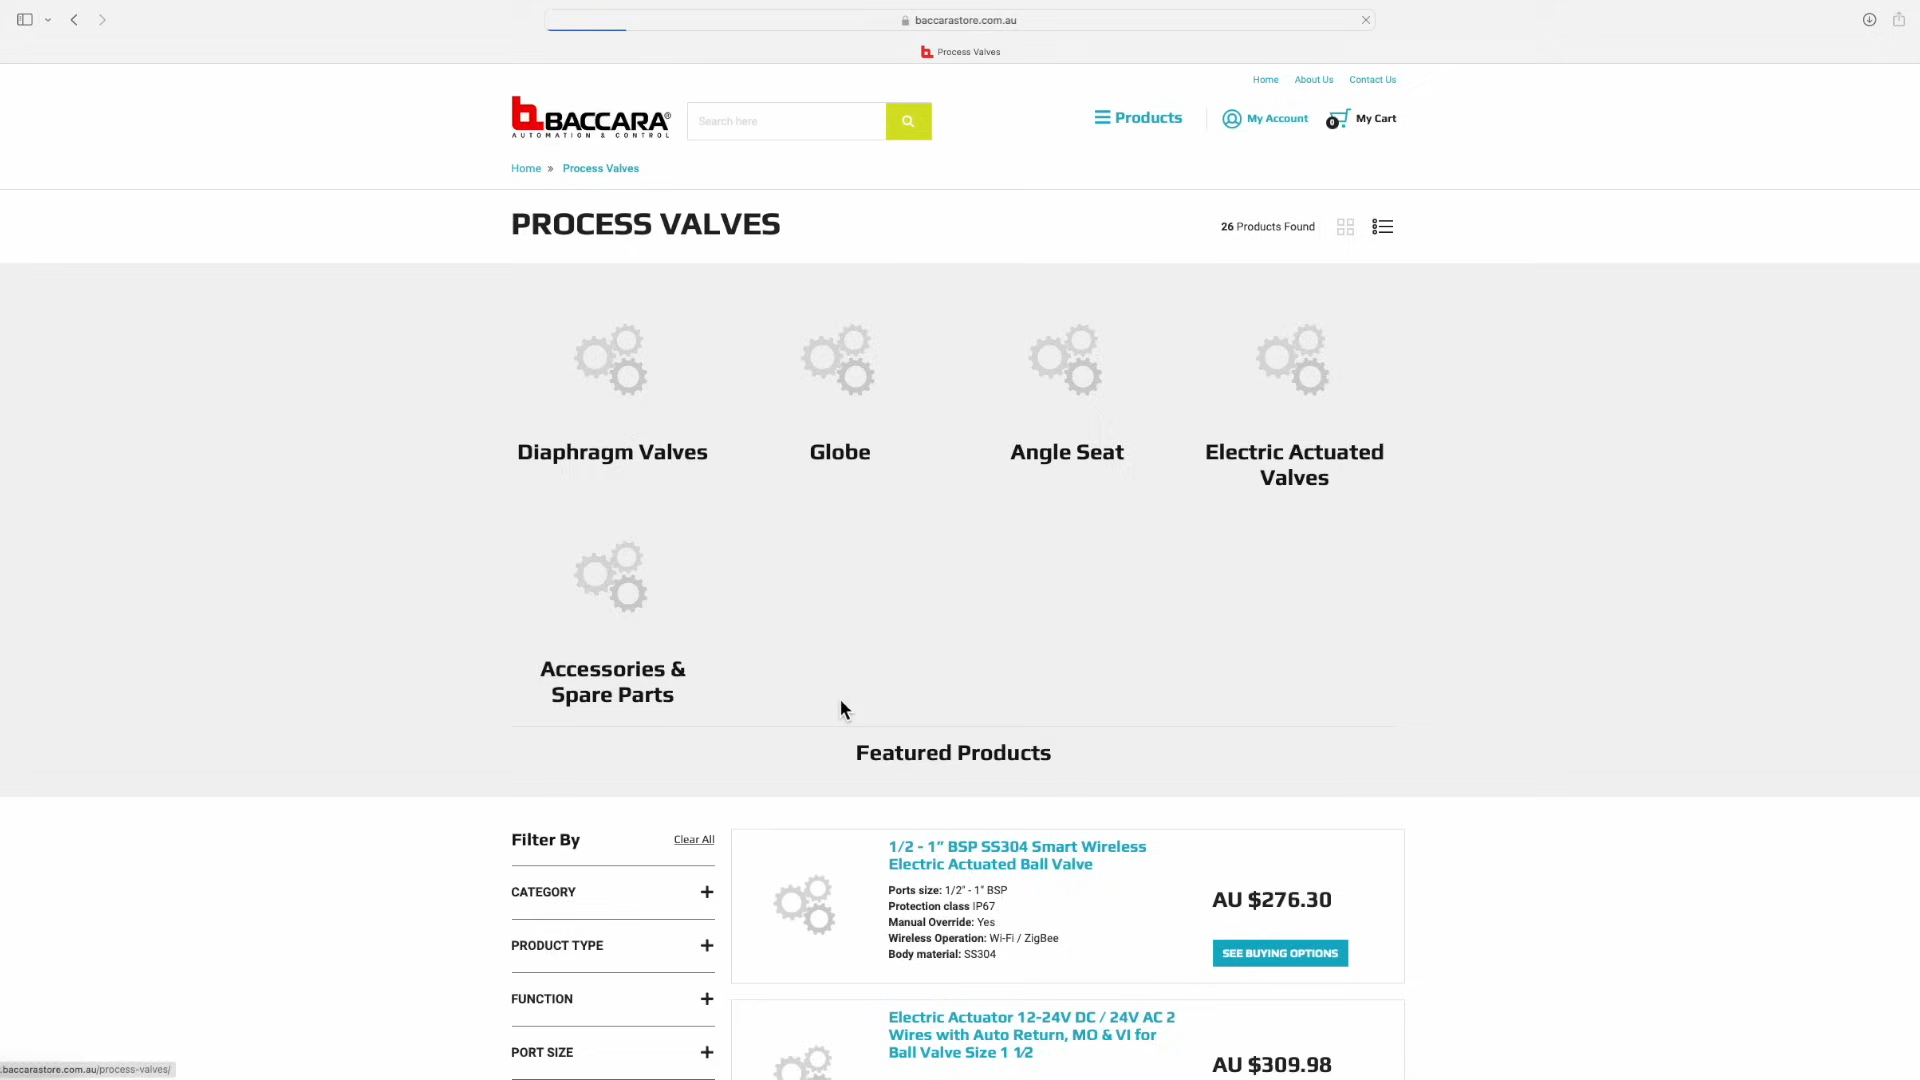 baccarastore.com.au
Process Valves
Home About Us Contact Us
b BACCARA®
AUTOMATION & CONTROL
Search here
Products
My Account
0 My Cart
Home » Process Valves
PROCESS VALVES
26 Products Found
Diaphragm Valves
Globe
Angle Seat
Electric Actuated
Valves
Accessories &
Spare Parts
Featured Products
Filter By
Clear All
CATEGORY +
PRODUCT TYPE +
FUNCTION +
PORT SIZE +
1/2 - 1” BSP SS304 Smart Wireless
Electric Actuated Ball Valve
Ports size: 1/2" - 1" BSP
Protection class IP67
Manual Override: Yes
Wireless Operation: Wi-Fi / ZigBee
Body material: SS304
AU $276.30
SEE BUYING OPTIONS
Electric Actuator 12-24V DC / 24V AC 2
Wires with Auto Return, MO & VI for
Ball Valve Size 1 1⁄2
AU $309.98
.baccarastore.com.au/process-valves/